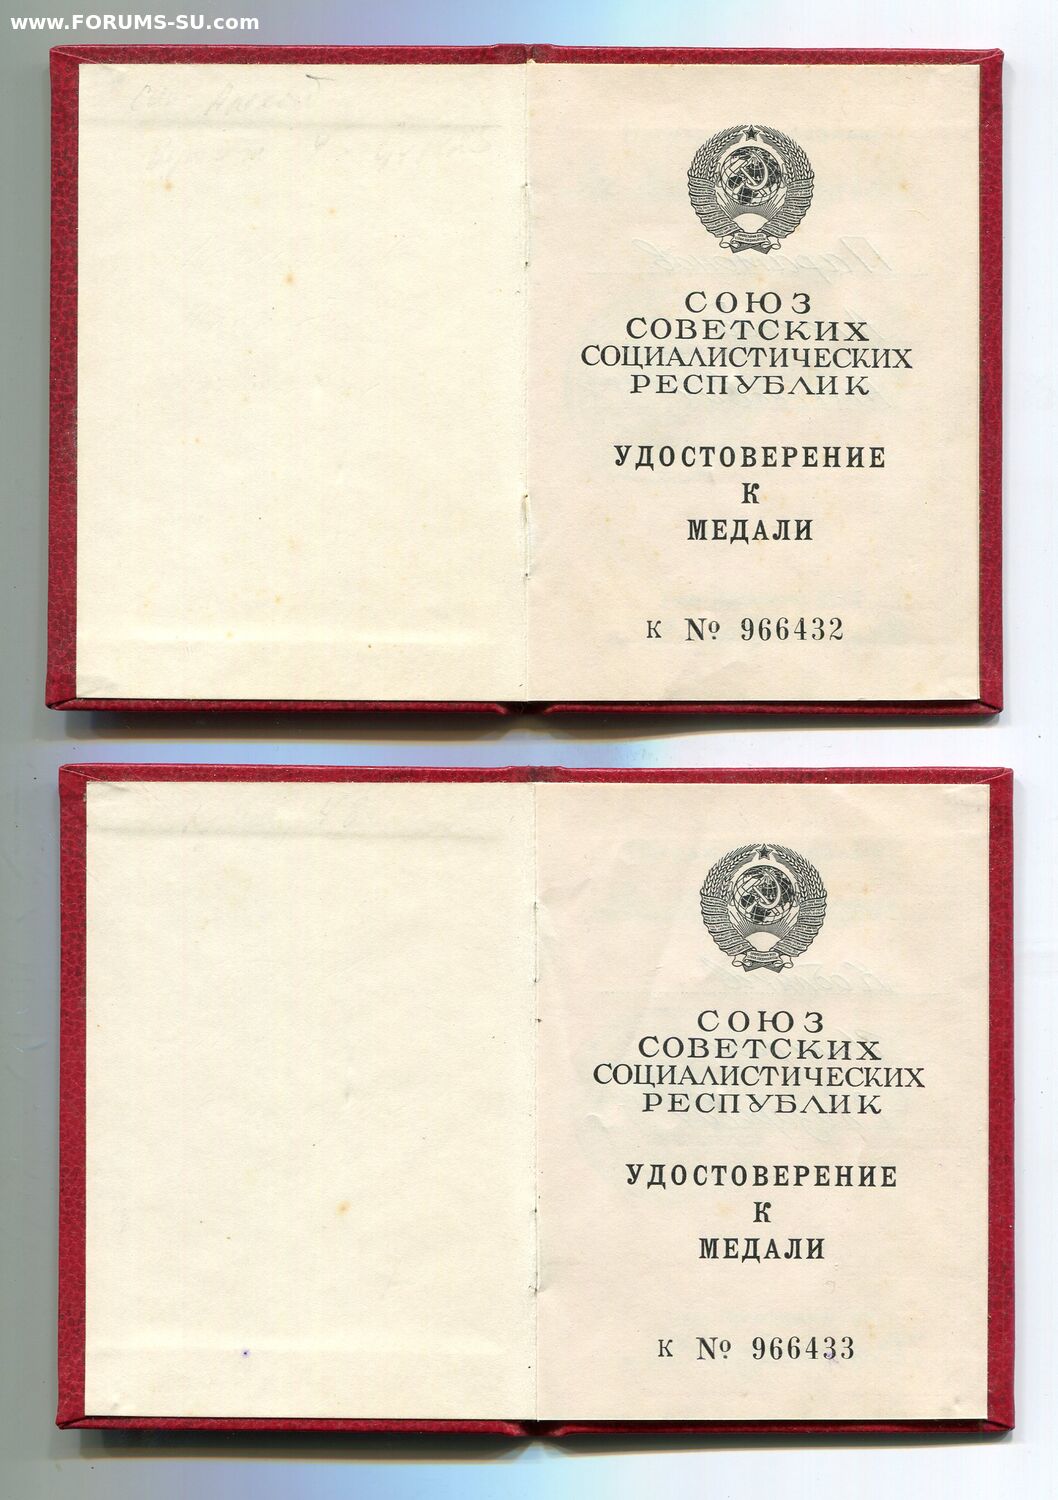 www.FORUMS-SU.com
СОЮЗ
СОВЕТСКИХ
СОЦИАЛИСТИЧЕСКИХ
РЕСПУБЛИК
УДОСТОВЕРЕНИЕ
К
МЕДАЛИ
К № 966432
СОЮЗ
СОВЕТСКИХ
СОЦИАЛИСТИЧЕСКИХ
РЕСПУБЛИК
УДОСТОВЕРЕНИЕ
К
МЕДАЛИ
К № 966433